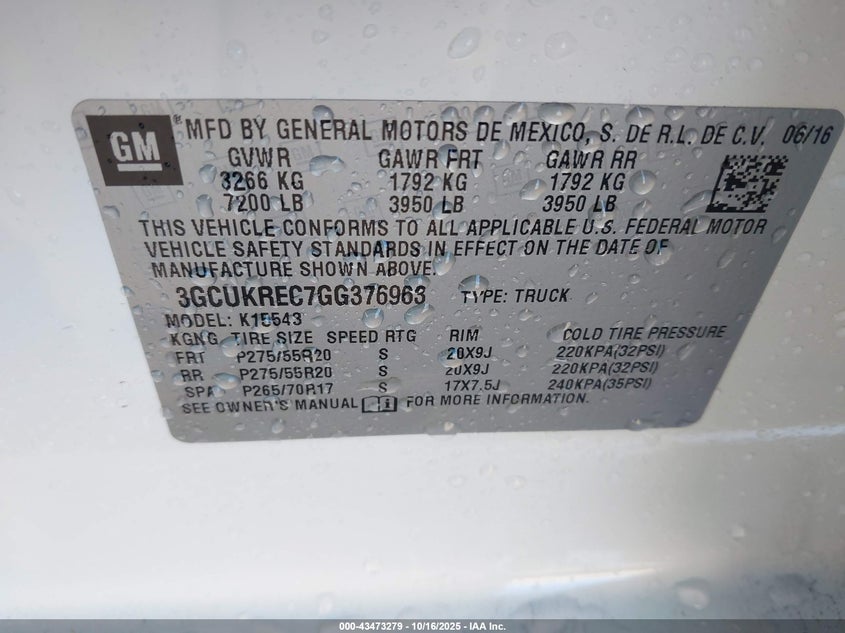 GM ® MFD BY GENERAL MOTORS DE MEXICO, S. DE R.L. DE C.V. 06/16
GVWR GAWR FRT GAWR RR
3266 KG 1792 KG 1792 KG
7200 LB 3950 LB 3950 LB
THIS VEHICLE CONFORMS TO ALL APPLICABLE U.S. FEDERAL MOTOR
VEHICLE SAFETY STANDARDS IN EFFECT ON THE DATE OF
MANUFACTURE SHOWN ABOVE.
3GCUKREC7GG376963 TYPE: TRUCK
MODEL: K15543
KGNG TIRE SIZE SPEED RTG RIM COLD TIRE PRESSURE
FRT P275/55R20 S 20X9J 220KPA(32PSI)
RR P275/55R20 S 20X9J 220KPA(32PSI)
SPA P265/70R17 S 17X7.5J 240KPA(35PSI)
SEE OWNER'S MANUAL FOR MORE INFORMATION.
000-43473279 - 10/16/2025 - IAA Inc.